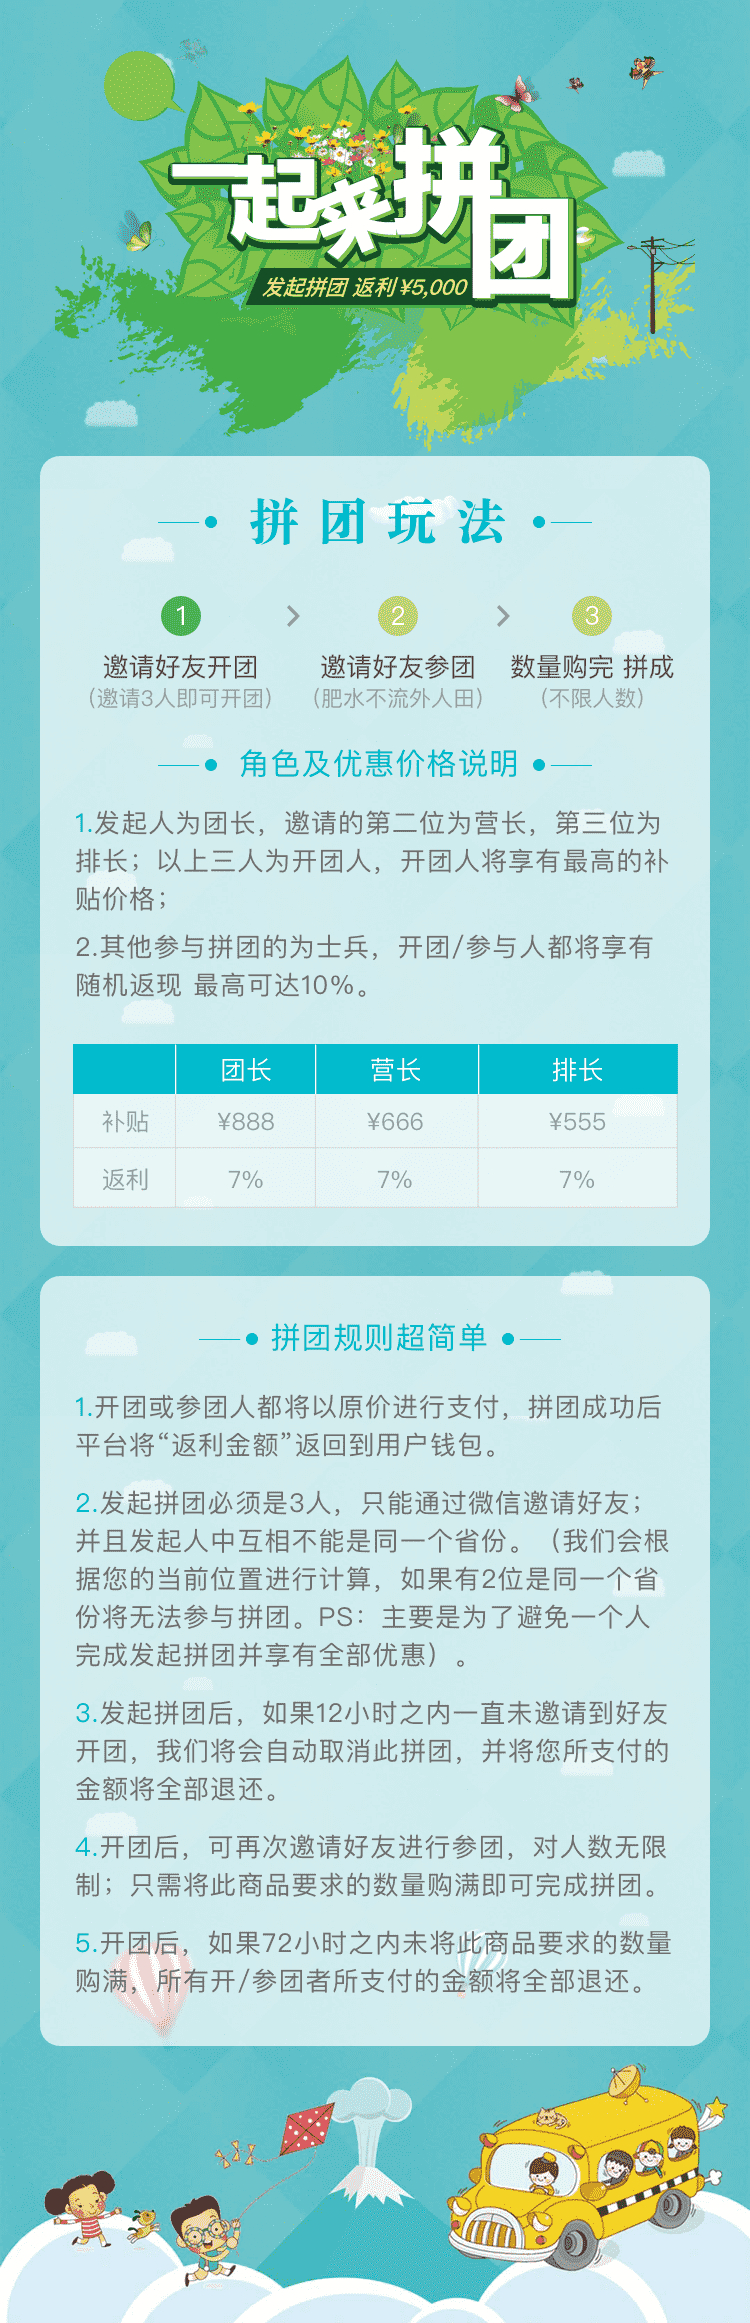 一起来拼团
发起拼团 返利 ¥5,000
拼团玩法
1 > 2 > 3
邀请好友开团 邀请好友参团 数量购完 拼成
（邀请3人即可开团） （肥水不流外人田） （不限人数）
角色及优惠价格说明
1.发起人为团长，邀请的第二位为营长，第三位为
排长；以上三人为开团人，开团人将享有最高的补
贴价格；
2.其他参与拼团的为士兵，开团/参与人都将享有
随机返现 最高可达10%。
团长 营长 排长
补贴 ¥888 ¥666 ¥555
返利 7% 7% 7%
拼团规则超简单
1.开团或参团人都将以原价进行支付，拼团成功后
平台将“返利金额”返回到用户钱包。
2.发起拼团必须是3人，只能通过微信邀请好友；
并且发起人中互相不能是同一个省份。（我们会根
据您的当前位置进行计算，如果有2位是同一个省
份将无法参与拼团。PS：主要是为了避免一个人
完成发起拼团并享有全部优惠）。
3.发起拼团后，如果12小时之内一直未邀请到好友
开团，我们将会自动取消此拼团，并将您所支付的
金额将全部退还。
4.开团后，可再次邀请好友进行参团，对人数无限
制；只需将此商品要求的数量购满即可完成拼团。
5.开团后，如果72小时之内未将此商品要求的数量
购满，所有开/参团者所支付的金额将全部退还。